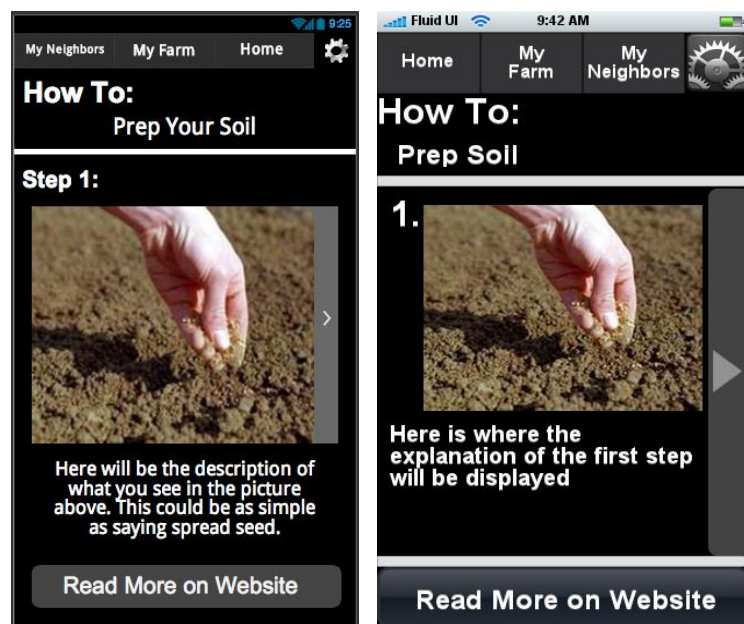 9:25
My Neighbors My Farm Home
How To:
Prep Your Soil
Step 1:
Here will be the description of
what you see in the picture
above. This could be as simple
as saying spread seed.
Read More on Website
Fluid UI 9:42 AM
Home My Farm My Neighbors
How To:
Prep Soil
1.
Here is where the
explanation of the first step
will be displayed
Read More on Website